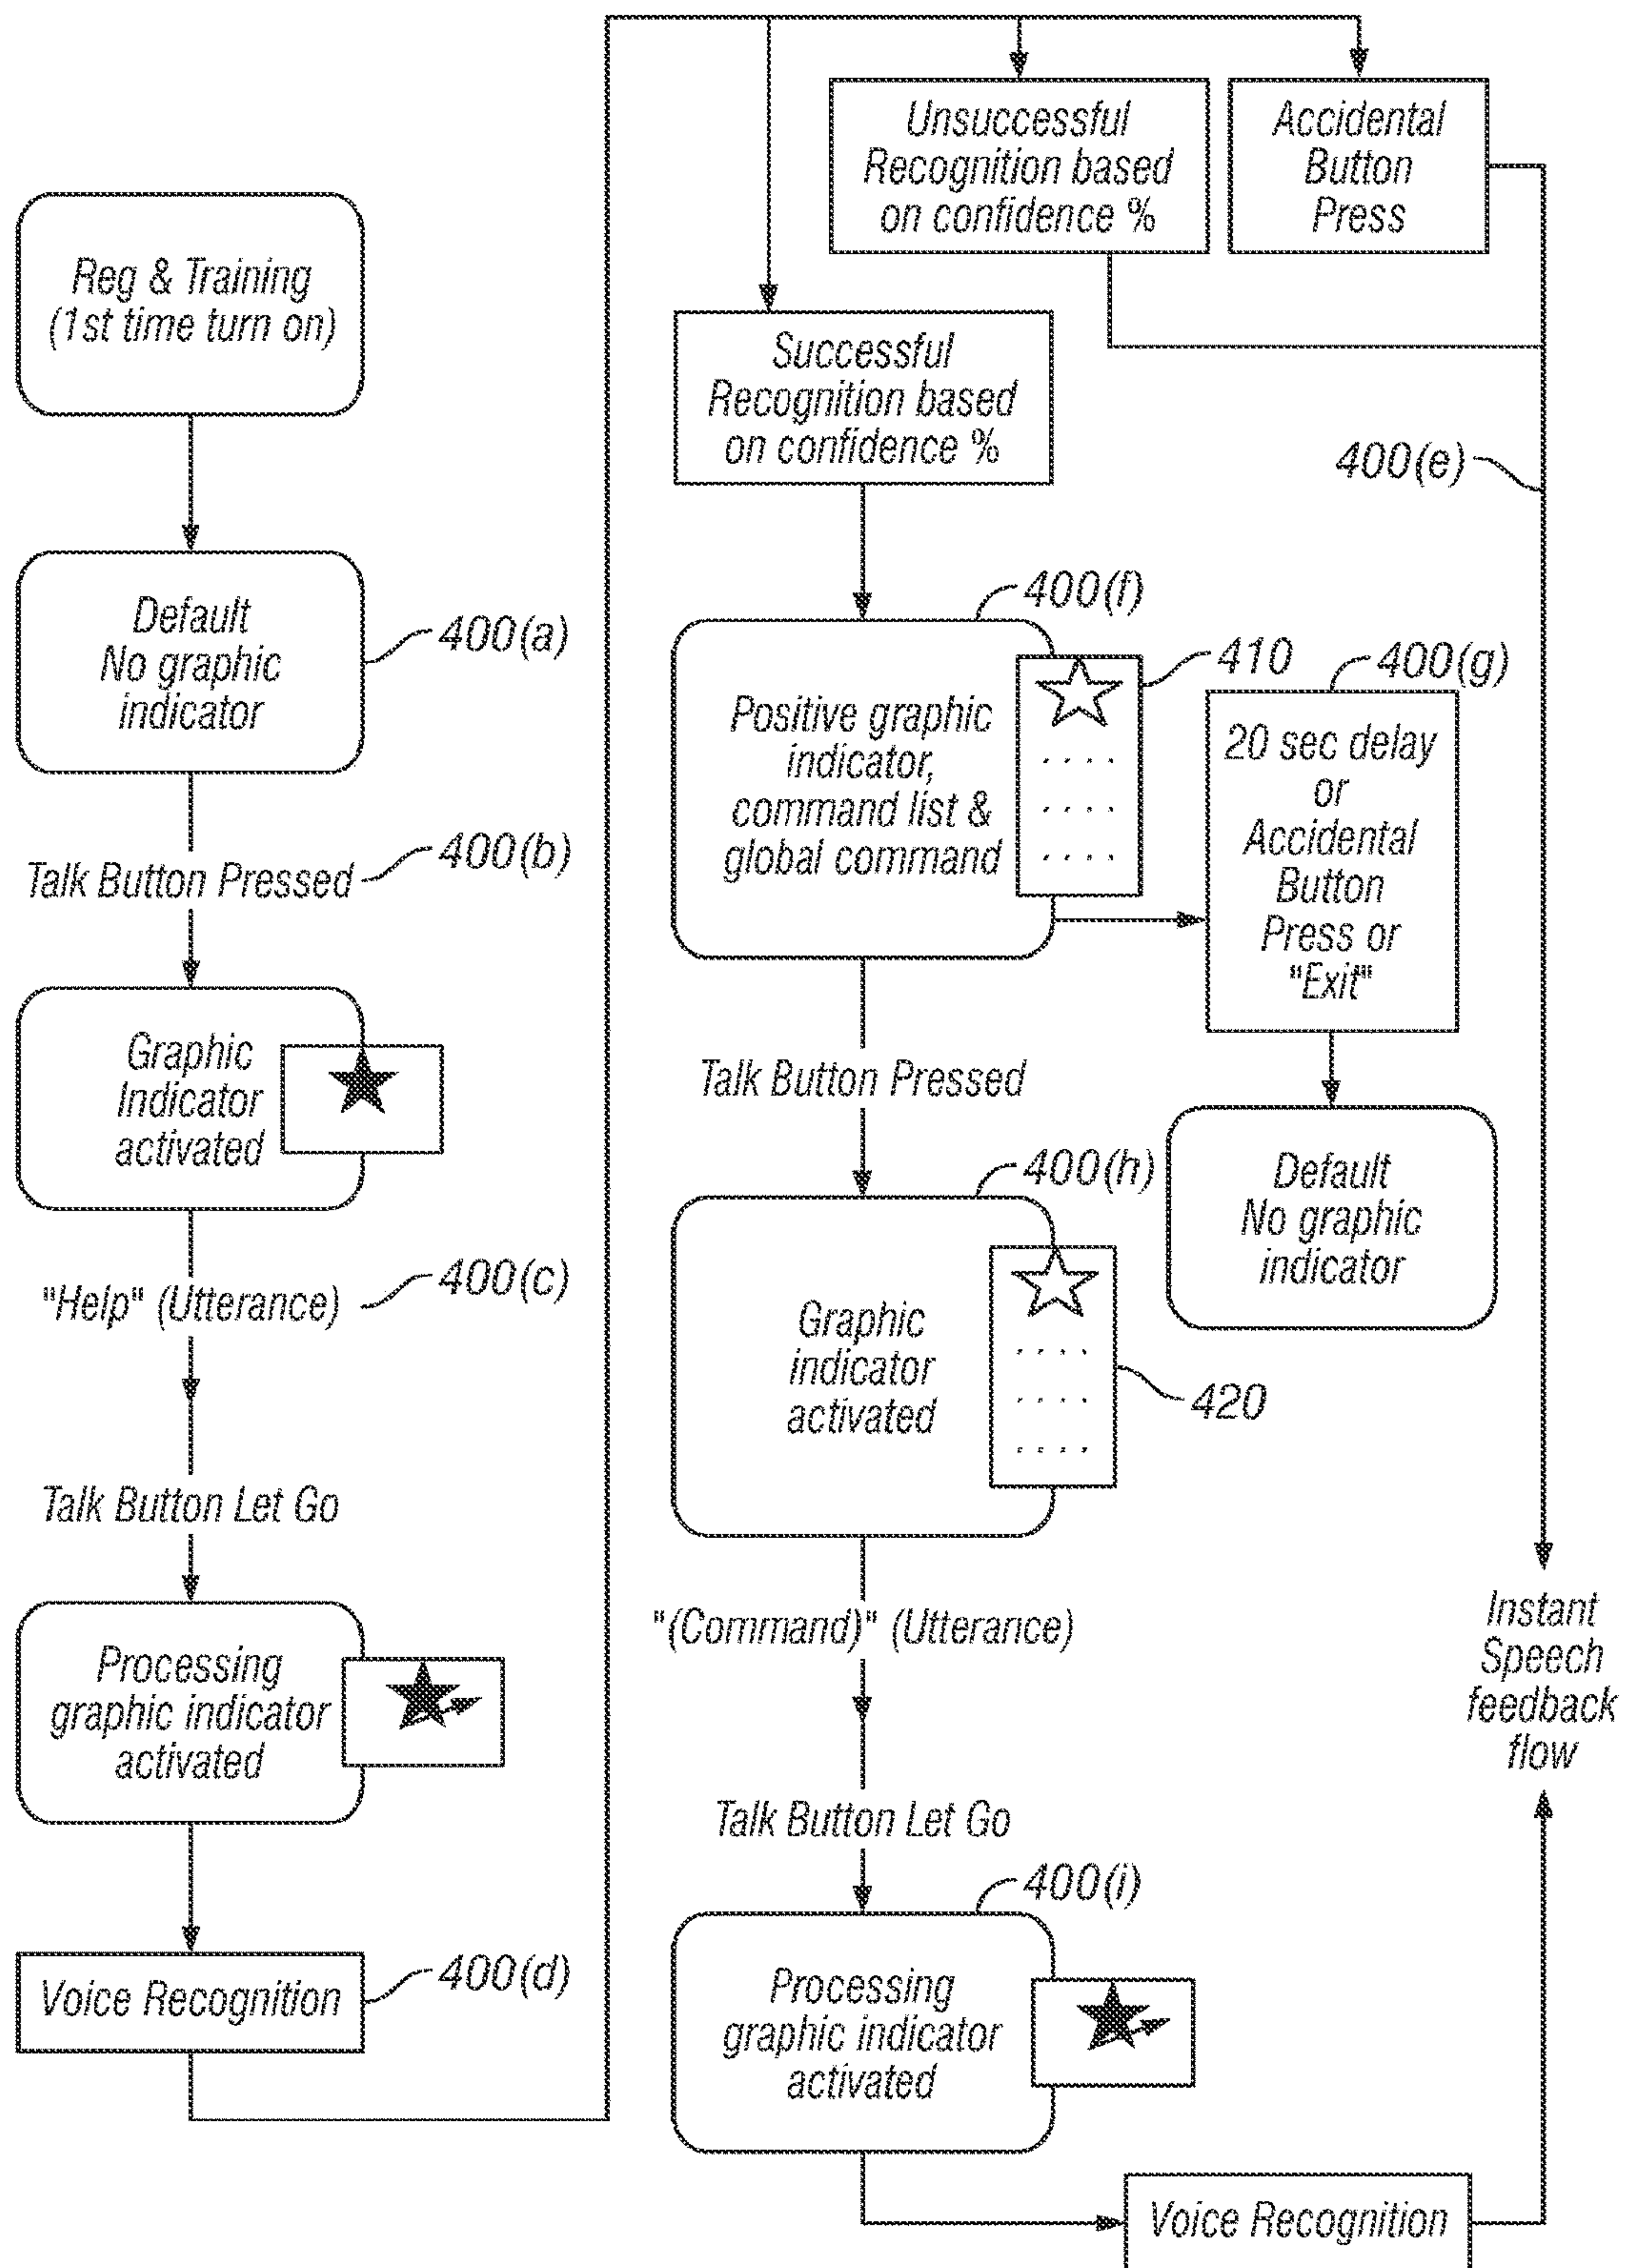 Reg & Training
(1st time turn on)
Default
No graphic
indicator
400(a)
Talk Button Pressed
400(b)
Graphic
Indicator
activated
"Help" (Utterance)
400(c)
Talk Button Let Go
Processing
graphic indicator
activated
Voice Recognition
400(d)
Unsuccessful
Recognition based
on confidence %
Accidental
Button
Press
Successful
Recognition based
on confidence %
400(e)
400(f)
Positive graphic
indicator,
command list &
global command
410
400(g)
20 sec delay
or
Accidental
Button
Press or
"Exit"
Default
No graphic
indicator
Talk Button Pressed
400(h)
Graphic
indicator
activated
420
"(Command)" (Utterance)
Talk Button Let Go
400(i)
Processing
graphic indicator
activated
Voice Recognition
Instant
Speech
feedback
flow